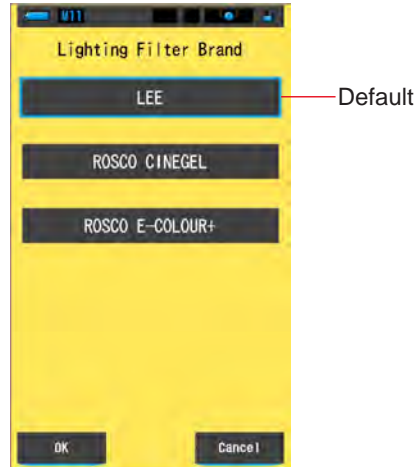 M11
Lighting Filter Brand
LEE
Default
ROSCO CINEGEL
ROSCO E-COLOUR+
OK
Cancel